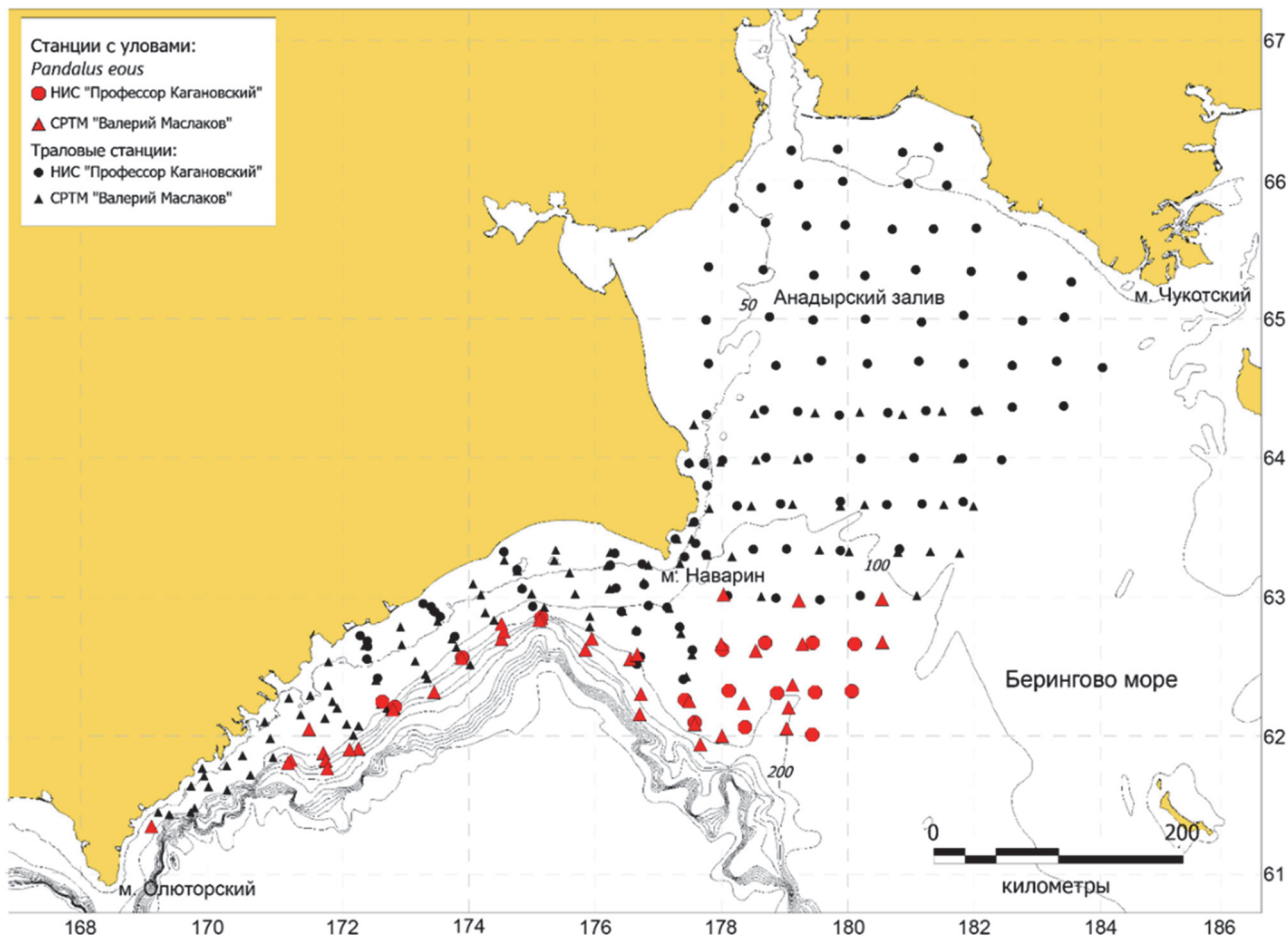 Станции с уловами:
Pandalus eous
НИС "Профессор Кагановский"
СРТМ "Валерий Маслаков"
Траловые станции:
НИС "Профессор Кагановский"
СРТМ "Валерий Маслаков"
67
66
50
Анадырский залив
м. Чукотский
65
64
100
м. Наварин
63
Берингово море
62
200
0
200
километры
61
м. Олюторский
168
170
172
174
176
178
180
182
184
186